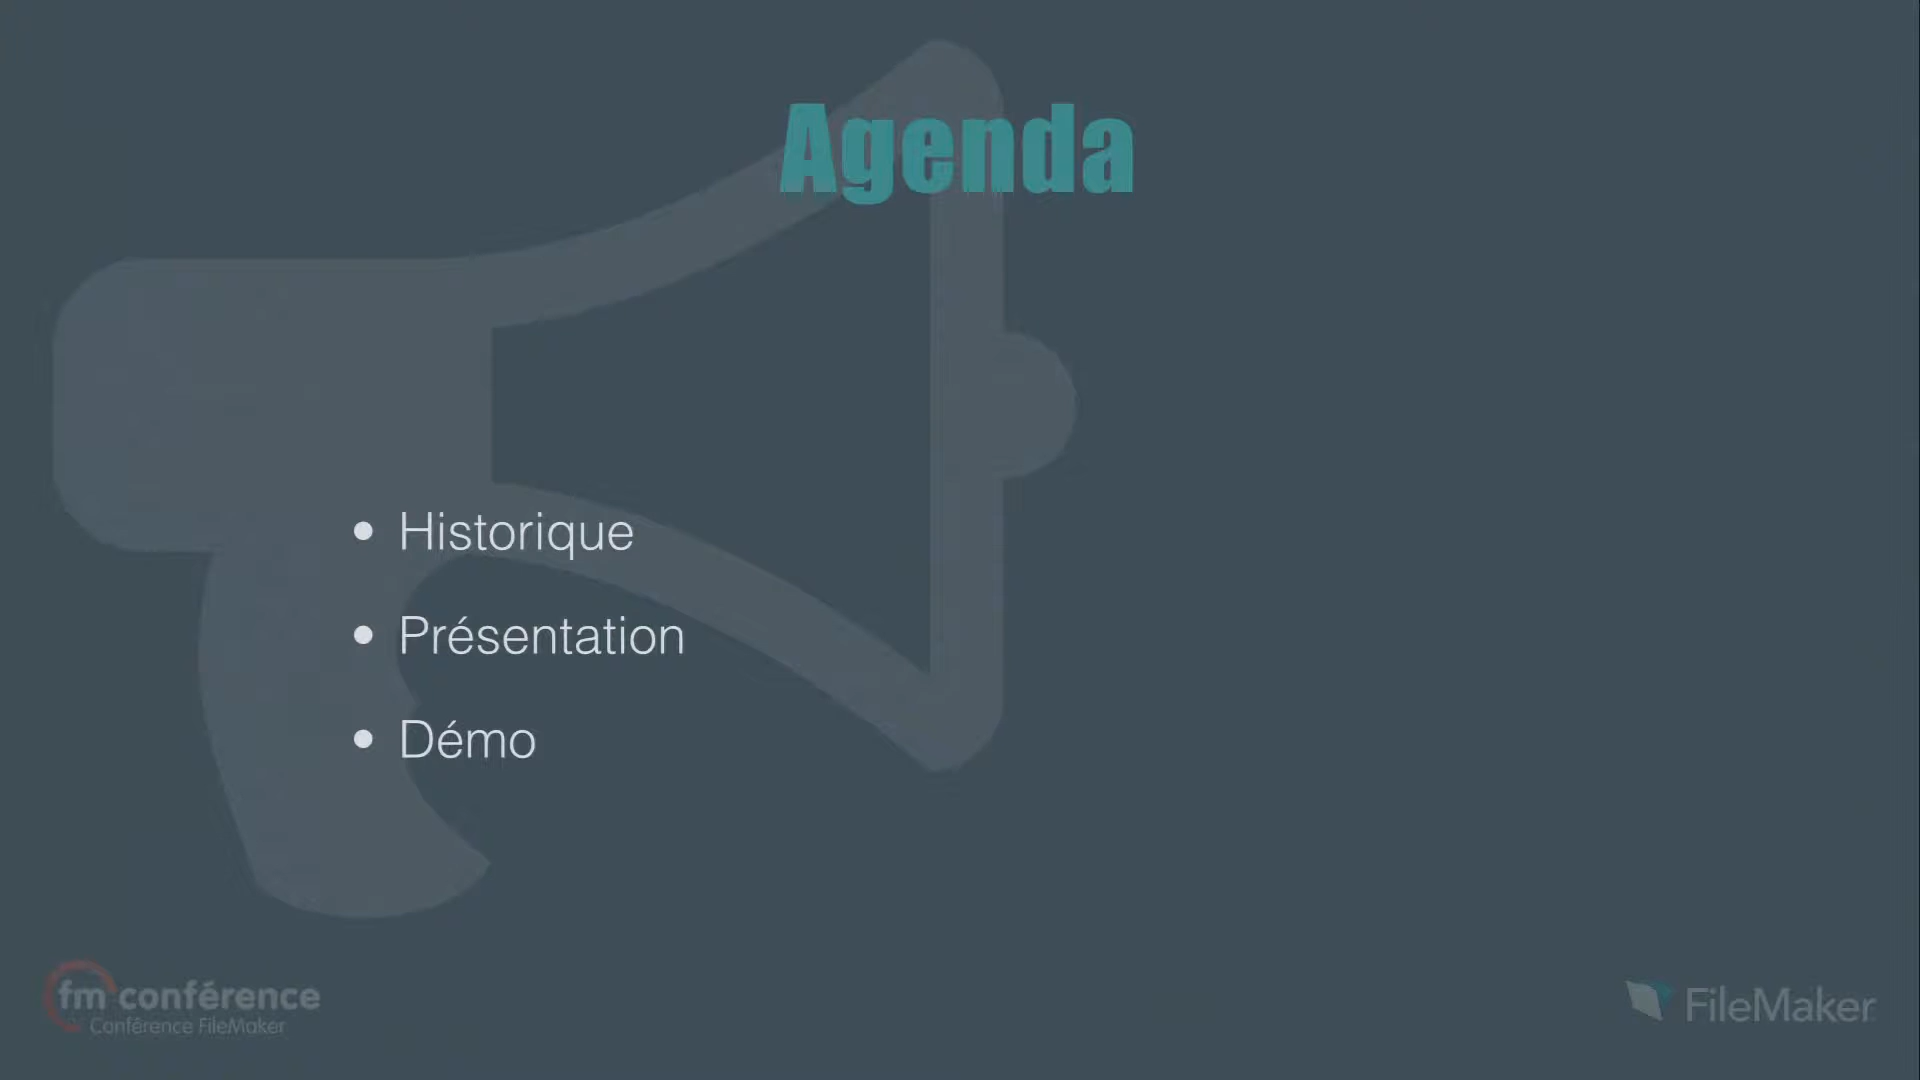 Agenda
• Historique
• Présentation
• Démo
fm conférence
Conférence FileMaker
FileMaker